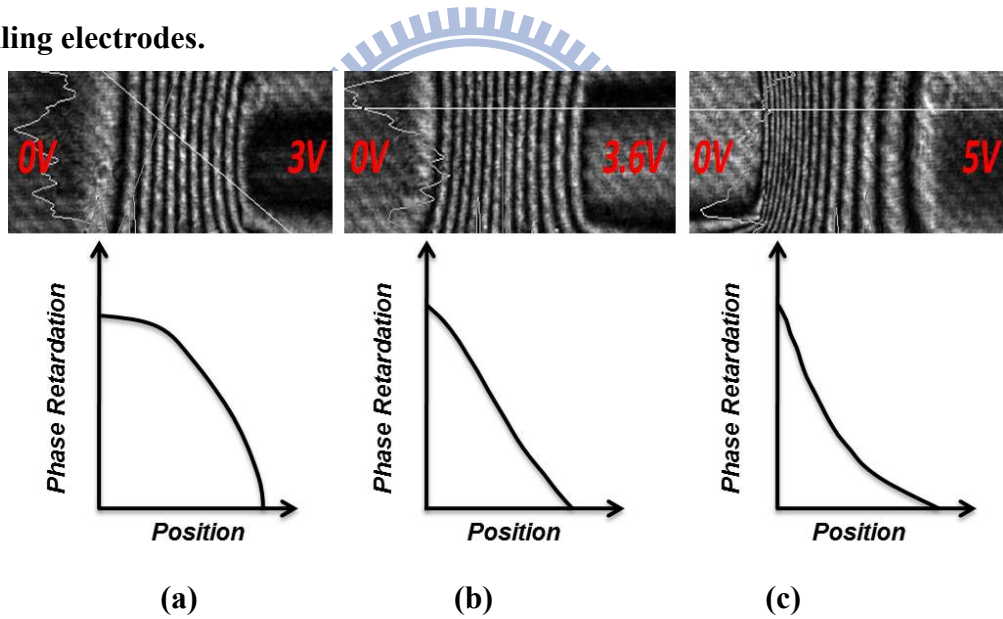 ling electrodes.
0V 3V 0V 3.6V 0V 5V
Phase Retardation Phase Retardation Phase Retardation
Position Position Position
(a) (b) (c)